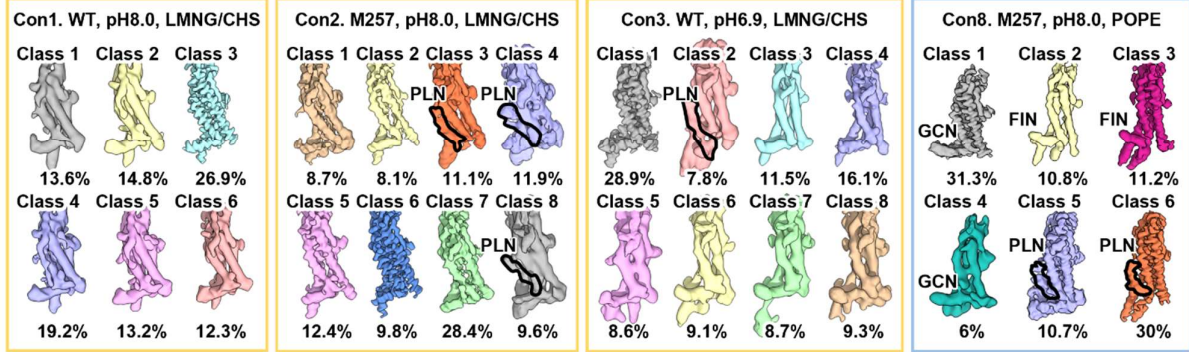 Con1. WT, pH8.0, LMNG/CHS
Class 1 Class 2 Class 3
13.6% 14.8% 26.9%
Class 4 Class 5 Class 6
19.2% 13.2% 12.3%
Con2. M257, pH8.0, LMNG/CHS
Class 1 Class 2 Class 3 Class 4
PLN PLN
8.7% 8.1% 11.1% 11.9%
Class 5 Class 6 Class 7 Class 8
PLN
12.4% 9.8% 28.4% 9.6%
Con3. WT, pH6.9, LMNG/CHS
Class 1 Class 2 Class 3 Class 4
PLN
28.9% 7.8% 11.5% 16.1%
Class 5 Class 6 Class 7 Class 8
8.6% 9.1% 8.7% 9.3%
Con8. M257, pH8.0, POPE
Class 1 Class 2 Class 3
GCN FIN FIN
31.3% 10.8% 11.2%
Class 4 Class 5 Class 6
PLN PLN
GCN
6% 10.7% 30%